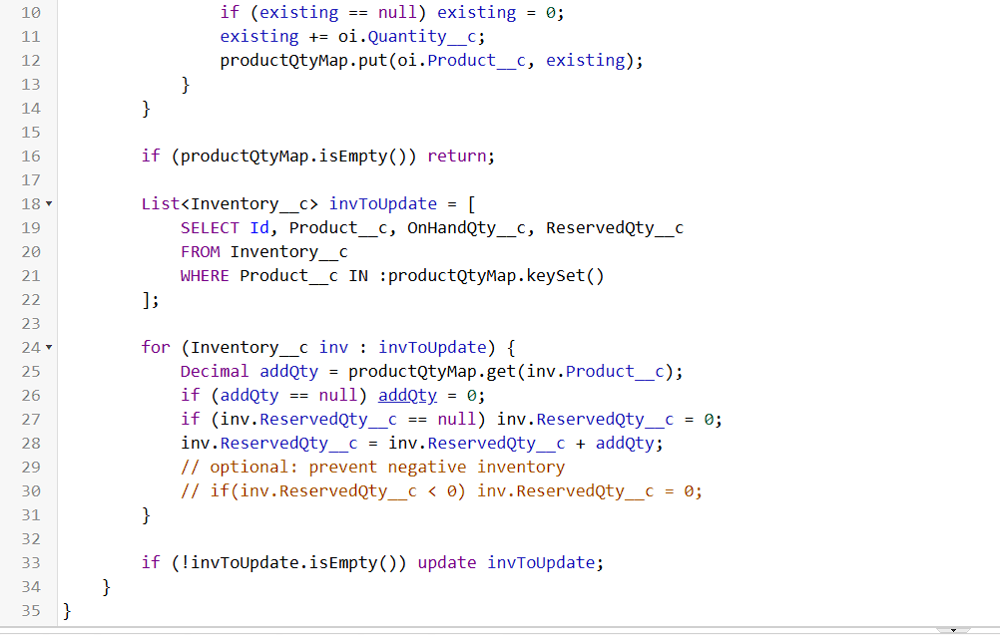 10                if (existing == null) existing = 0;
11                existing += oi.Quantity__c;
12                productQtyMap.put(oi.Product__c, existing);
13            }
14        }
15
16        if (productQtyMap.isEmpty()) return;
17
18        List<Inventory__c> invToUpdate = [
19            SELECT Id, Product__c, OnHandQty__c, ReservedQty__c
20            FROM Inventory__c
21            WHERE Product__c IN :productQtyMap.keySet()
22        ];
23
24        for (Inventory__c inv : invToUpdate) {
25            Decimal addQty = productQtyMap.get(inv.Product__c);
26            if (addQty == null) addQty = 0;
27            if (inv.ReservedQty__c == null) inv.ReservedQty__c = 0;
28            inv.ReservedQty__c = inv.ReservedQty__c + addQty;
29            // optional: prevent negative inventory
30            // if(inv.ReservedQty__c < 0) inv.ReservedQty__c = 0;
31        }
32
33        if (!invToUpdate.isEmpty()) update invToUpdate;
34    }
35 }